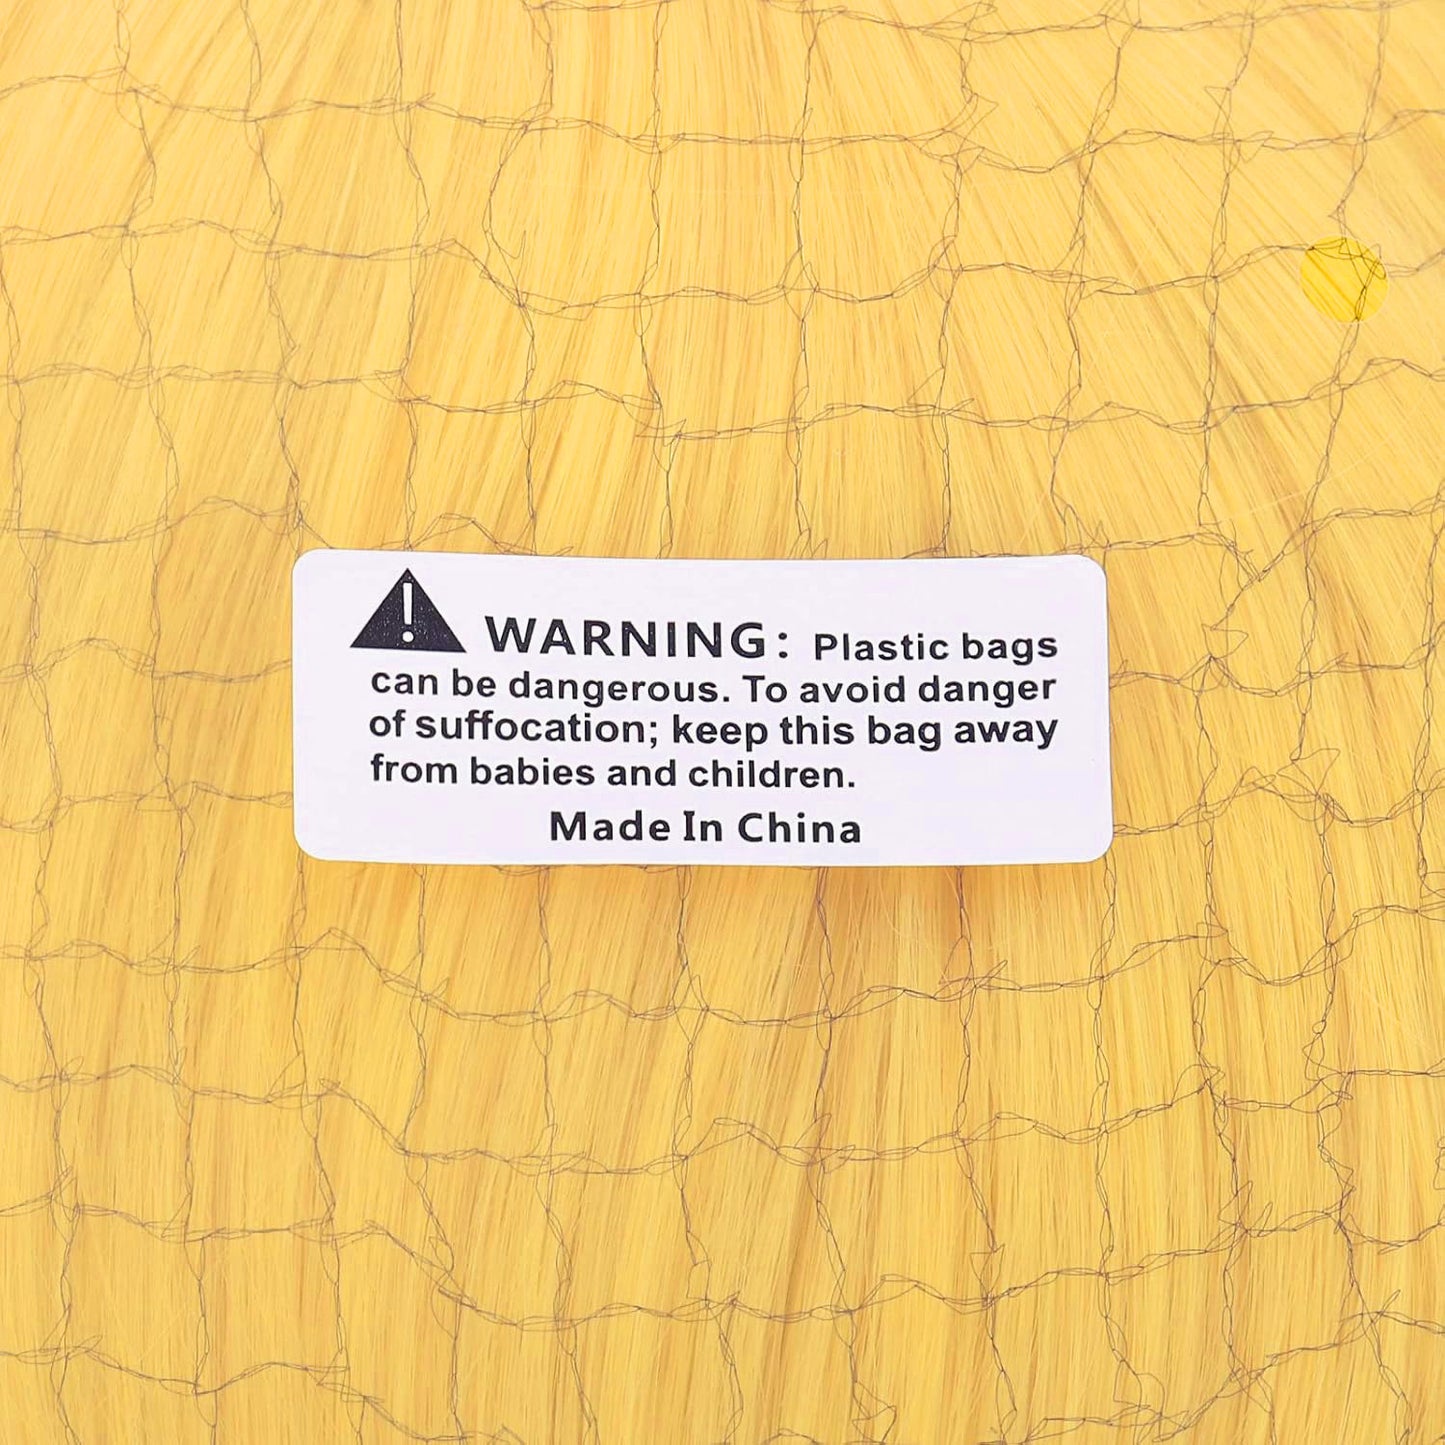 WARNING: Plastic bags
can be dangerous. To avoid danger
of suffocation; keep this bag away
from babies and children.
Made In China